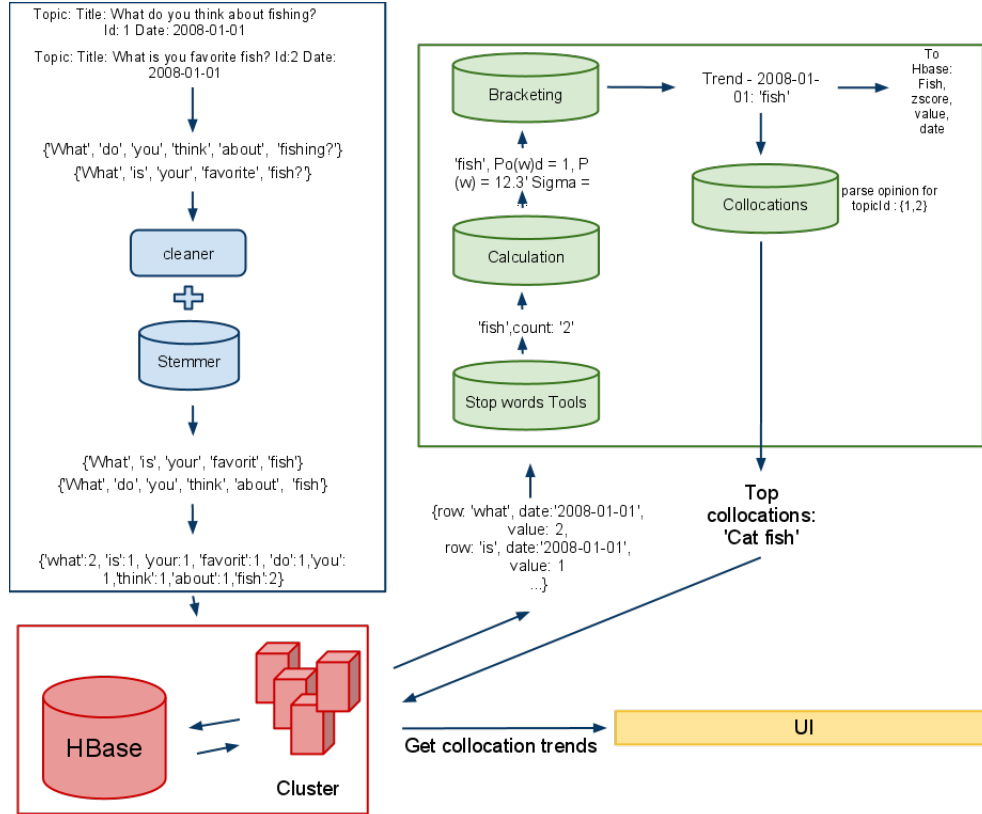 Topic: Title: What do you think about fishing?
Id: 1 Date: 2008-01-01
Topic: Title: What is you favorite fish? Id:2 Date:
2008-01-01
{'What', 'do', 'you', 'think', 'about', 'fishing?'}
{'What', 'is', 'your', 'favorite', 'fish?'}
cleaner
Stemmer
{'What', 'is', 'your', 'favorit', 'fish'}
{'What', 'do', 'you', 'think', 'about', 'fish'}
{'what':2, 'is':1, 'your:1, 'favorit':1, 'do':1,'you':
1,'think':1,'about':1,'fish':2}
HBase
Cluster
Bracketing
'fish', Po(w)d = 1, P
(w) = 12.3' Sigma =
...
Calculation
'fish',count: '2'
Stop words Tools
{row: 'what', date:'2008-01-01',
value: 2,
row: 'is', date:'2008-01-01',
value: 1
...}
Trend - 2008-01-
01: 'fish'
To
Hbase:
Fish,
zscore,
value,
date
Collocations
parse opinion for
topicId : {1,2}
Top
collocations:
'Cat fish'
Get collocation trends
UI